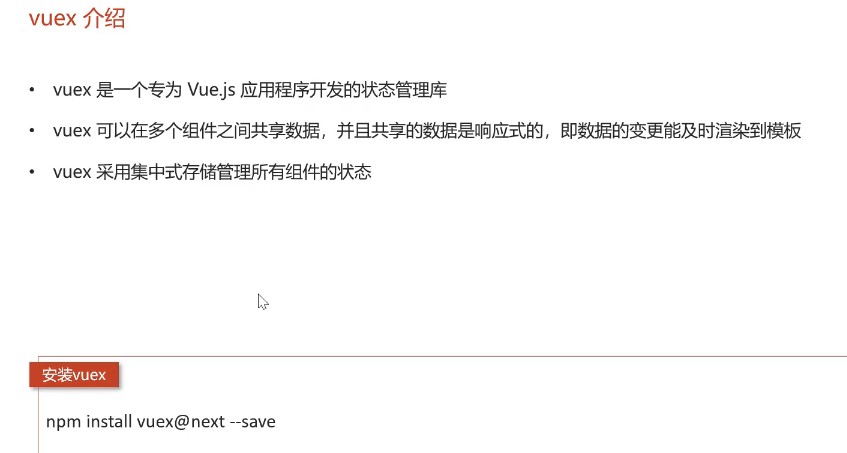 vuex 介绍
• vuex 是一个专为 Vue.js 应用程序开发的状态管理库
• vuex 可以在多个组件之间共享数据，并且共享的数据是响应式的，即数据的变更能及时渲染到模板
• vuex 采用集中式存储管理所有组件的状态
安装vuex
npm install vuex@next --save